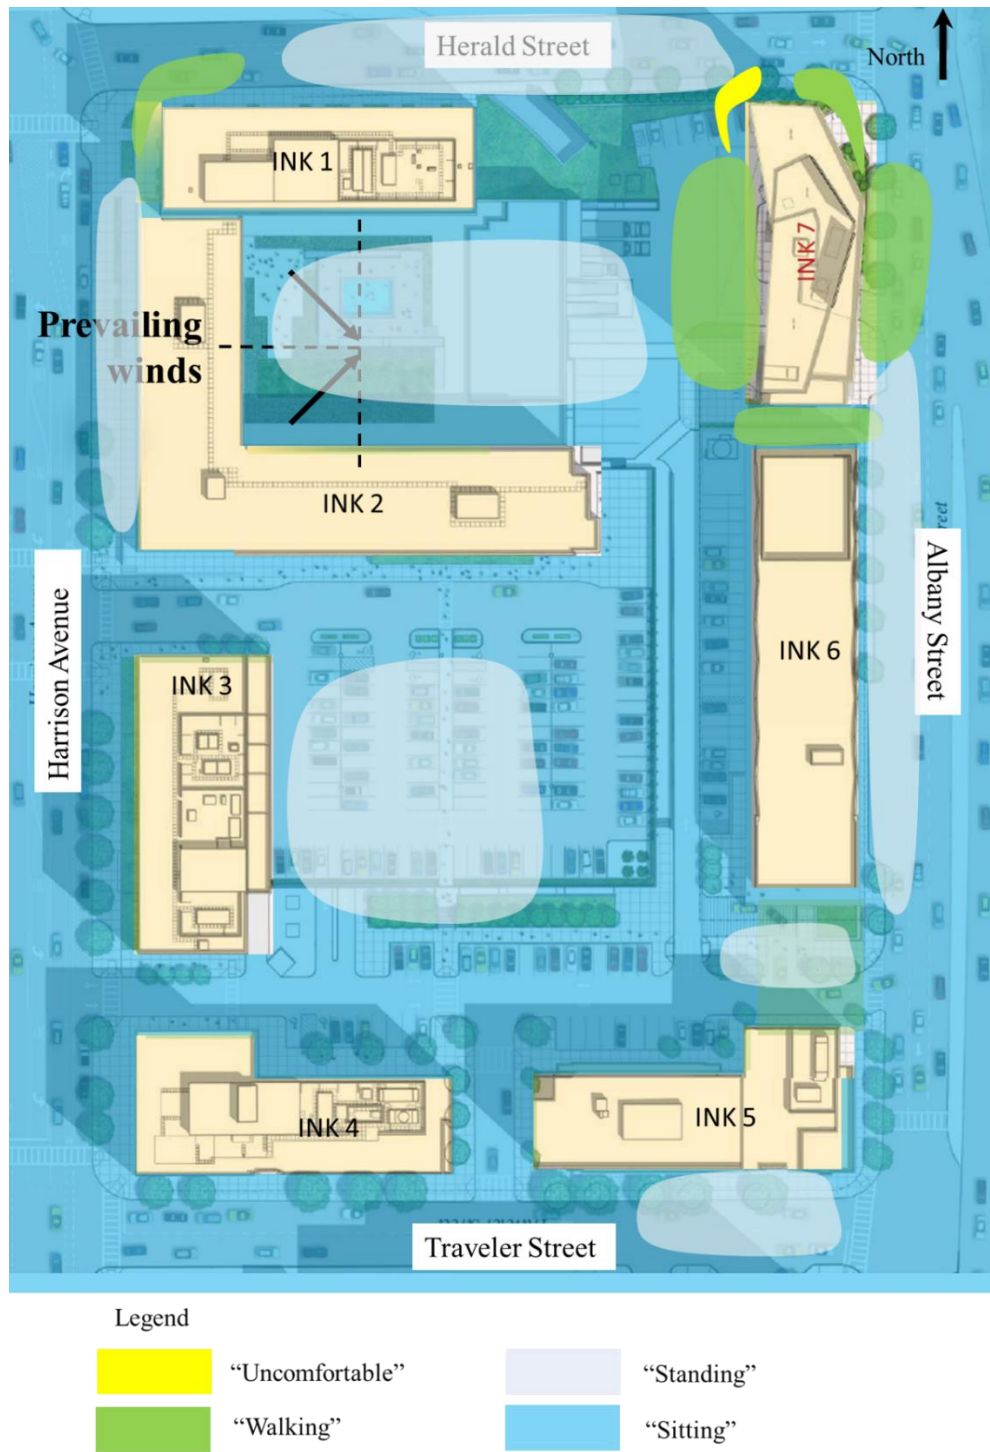 Herald Street
North
INK 1
INK 7
Prevailing
winds
INK 2
Harrison Avenue
Albany Street
INK 3
INK 6
INK 4
INK 5
Traveler Street
Legend
“Uncomfortable”
“Standing”
“Walking”
“Sitting”